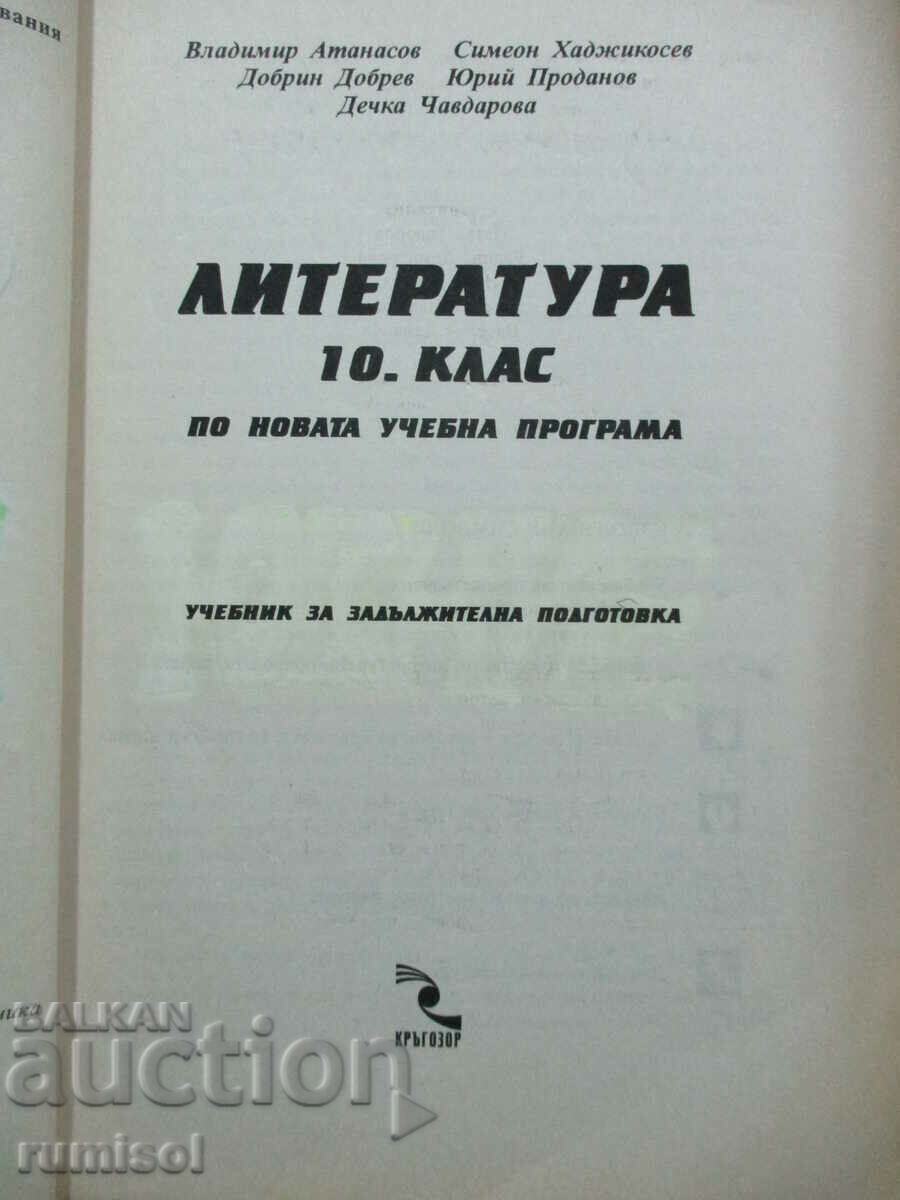 вания
Владимир Атанасов Симеон Хаджикосев
Добрин Добрев Юрий Проданов
Дечка Чавдарова
ЛИТЕРАТУРА
10. КЛАС
ПО НОВАТА УЧЕБНА ПРОГРАМА
УЧЕБНИК ЗА ЗАДЪЛЖИТЕЛНА ПОДГОТОВКА
КРЪГОЗОР
BALKAN
auction
rumisol